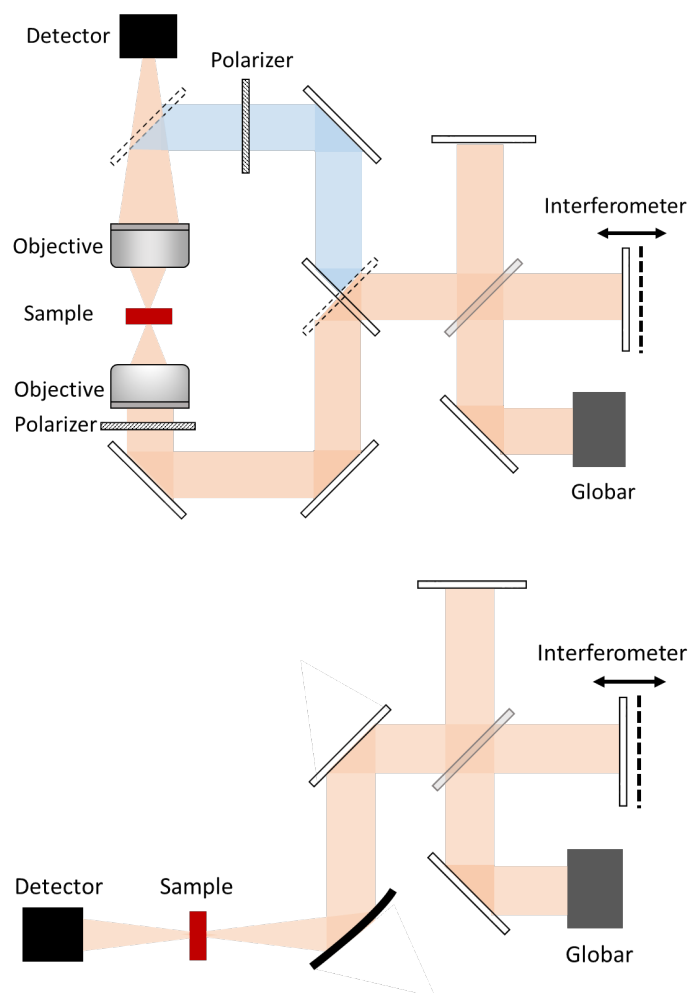 Detector
Polarizer
Interferometer
Objective
Sample
Objective
Polarizer
Globar
Interferometer
Detector
Sample
Globar